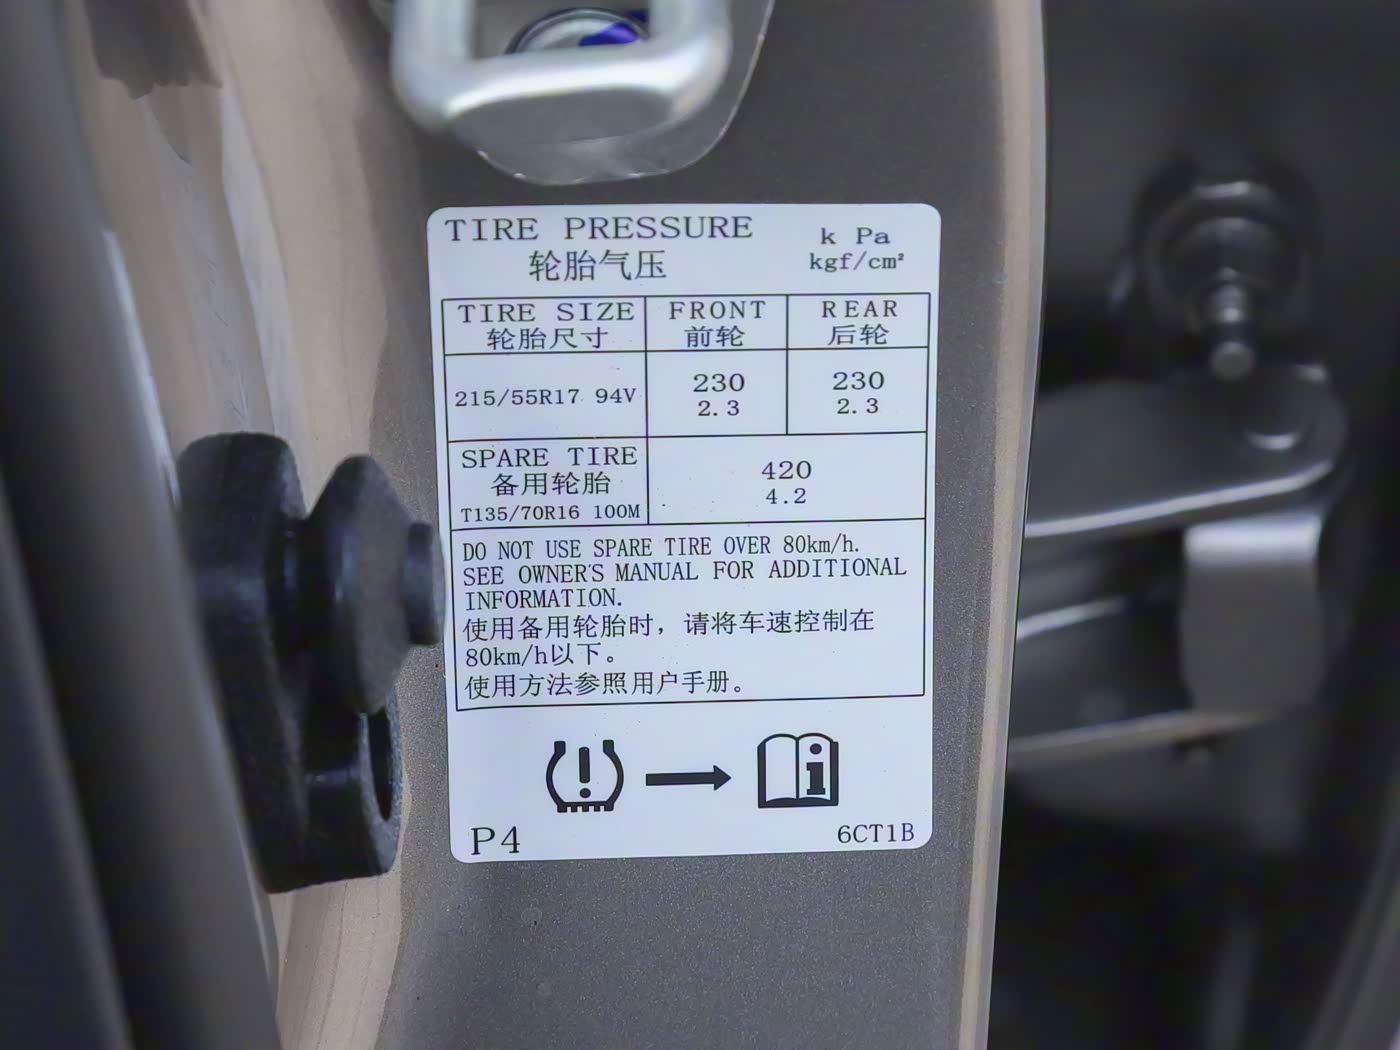 TIRE PRESSURE
轮胎气压
k Pa
kgf/cm²
TIRE SIZE
轮胎尺寸
FRONT
前轮
REAR
后轮
215/55R17 94V
230
2.3
230
2.3
SPARE TIRE
备用轮胎
T135/70R16 100M
420
4.2
DO NOT USE SPARE TIRE OVER 80km/h.
SEE OWNER'S MANUAL FOR ADDITIONAL
INFORMATION.
使用备用轮胎时，请将车速控制在
80km/h以下。
使用方法参照用户手册。
P4
6CT1B